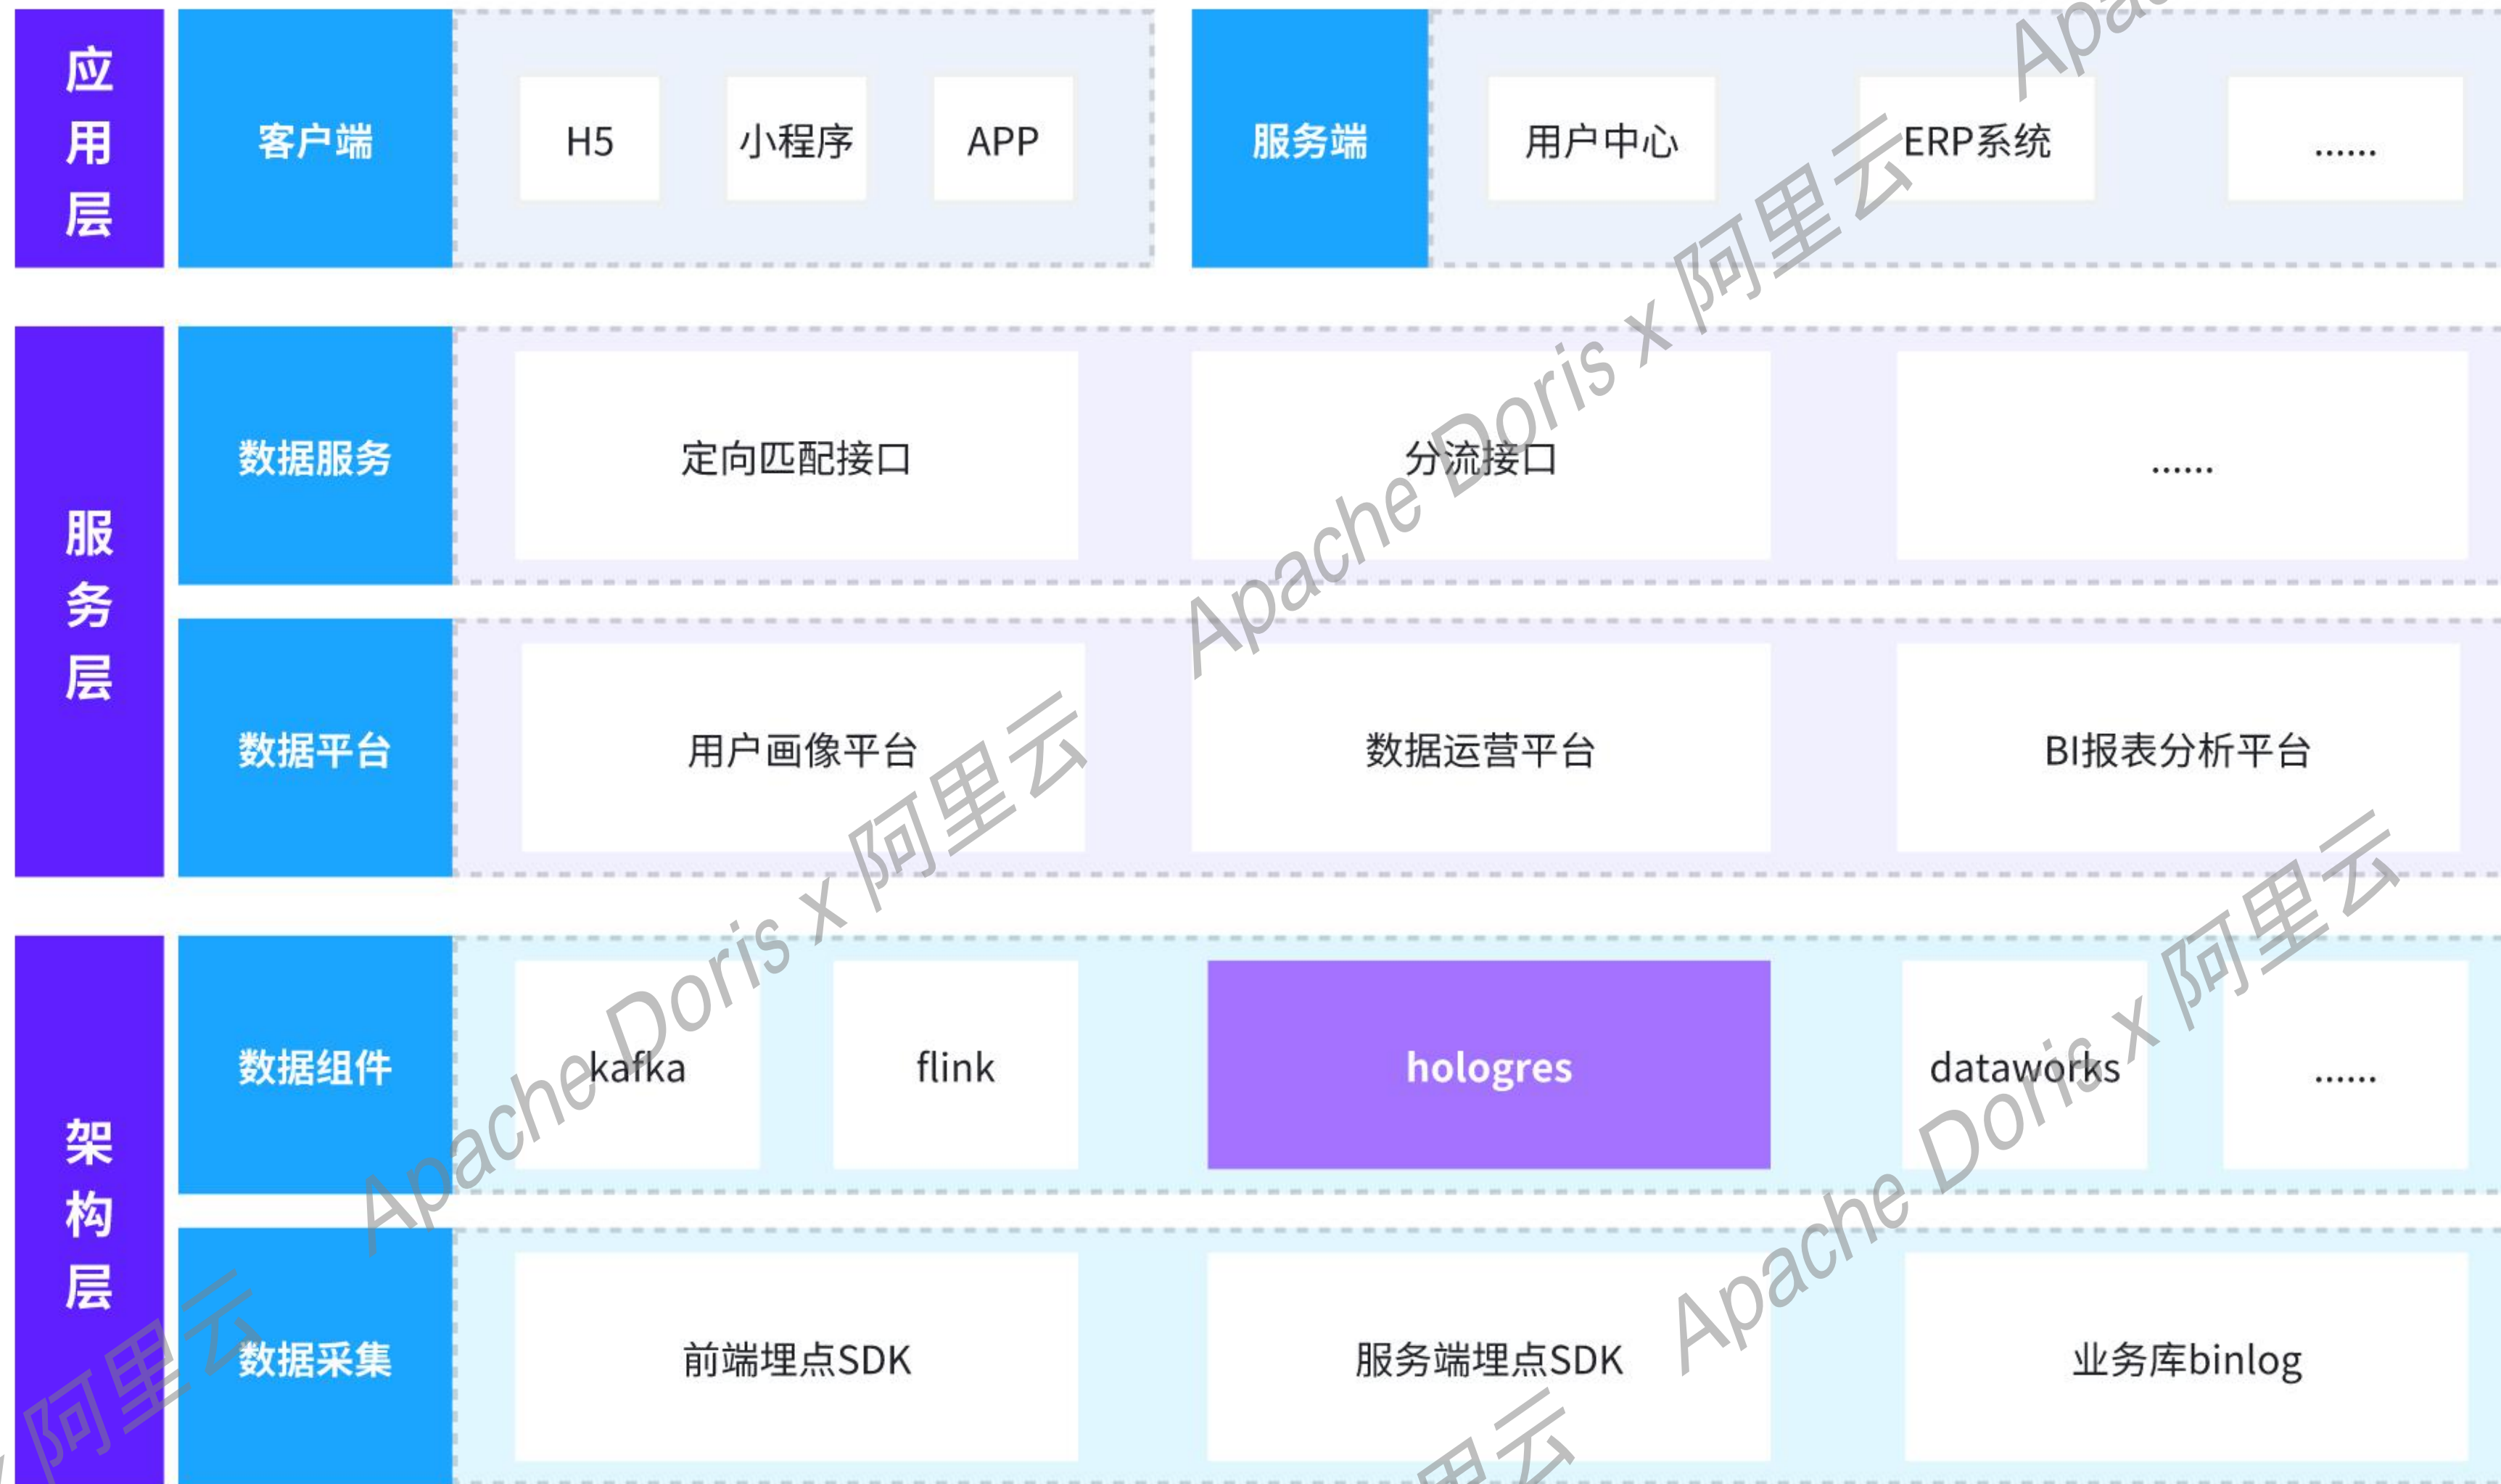 应用层
客户端
H5
小程序
APP
服务端
用户中心
ERP系统
......
服务层
数据服务
定向匹配接口
分流接口
......
数据平台
用户画像平台
数据运营平台
BI报表分析平台
架构层
数据组件
kafka
flink
hologres
dataworks
......
数据采集
前端埋点SDK
服务端埋点SDK
业务库binlog
Apache Doris x 阿里云
Apache Doris x 阿里云
Apache Doris x 阿里云
x 阿里云
里云
Apa